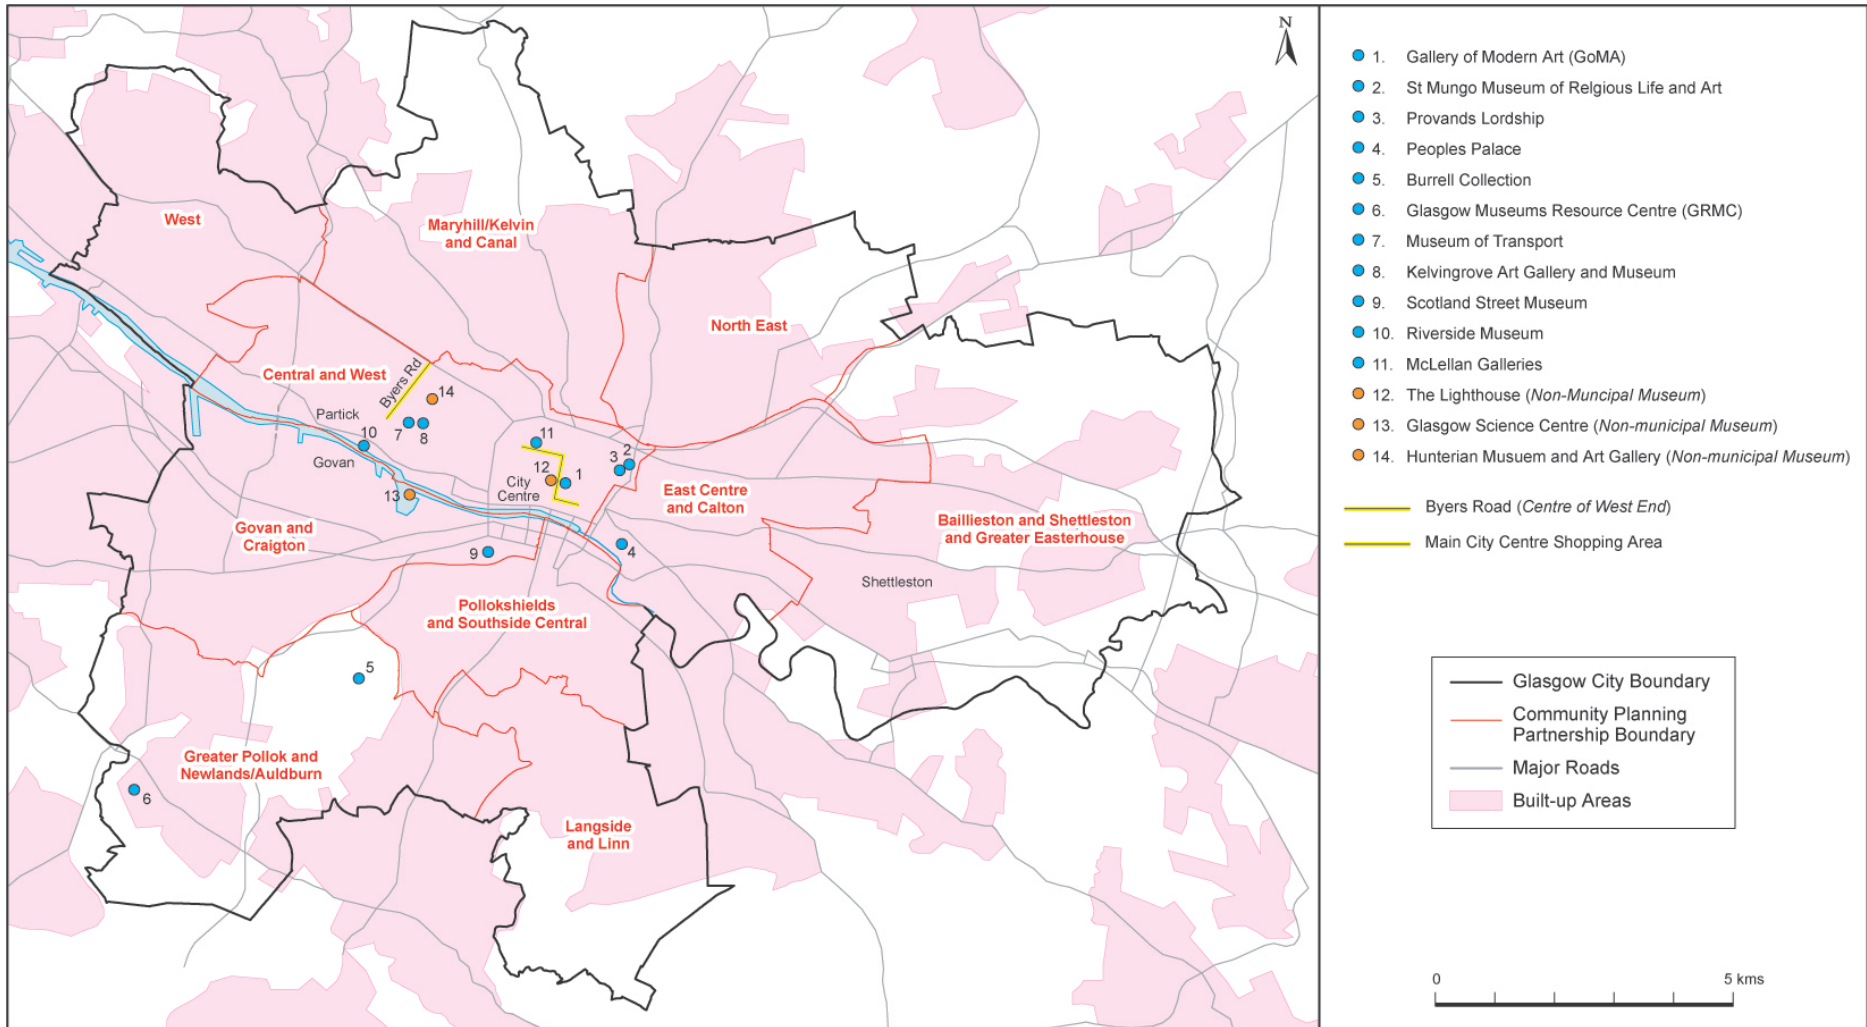 N
West
Maryhill/Kelvin
and Canal
North East
Central and West
Byers Rd
Partick
Govan
City
Centre
East Centre
and Calton
Baillieston and Shettleston
and Greater Easterhouse
Govan and
Craigton
Shettleston
Pollokshields
and Southside Central
Greater Pollok and
Newlands/Auldburn
Langside
and Linn
14
7
8
10
11
12
1
2
3
13
9
4
5
6
1. Gallery of Modern Art (GoMA)
2. St Mungo Museum of Relgious Life and Art
3. Provands Lordship
4. Peoples Palace
5. Burrell Collection
6. Glasgow Museums Resource Centre (GRMC)
7. Museum of Transport
8. Kelvingrove Art Gallery and Museum
9. Scotland Street Museum
10. Riverside Museum
11. McLellan Galleries
12. The Lighthouse (Non-Muncipal Museum)
13. Glasgow Science Centre (Non-municipal Museum)
14. Hunterian Musuem and Art Gallery (Non-municipal Museum)
Byers Road (Centre of West End)
Main City Centre Shopping Area
Glasgow City Boundary
Community Planning
Partnership Boundary
Major Roads
Built-up Areas
0 5 kms